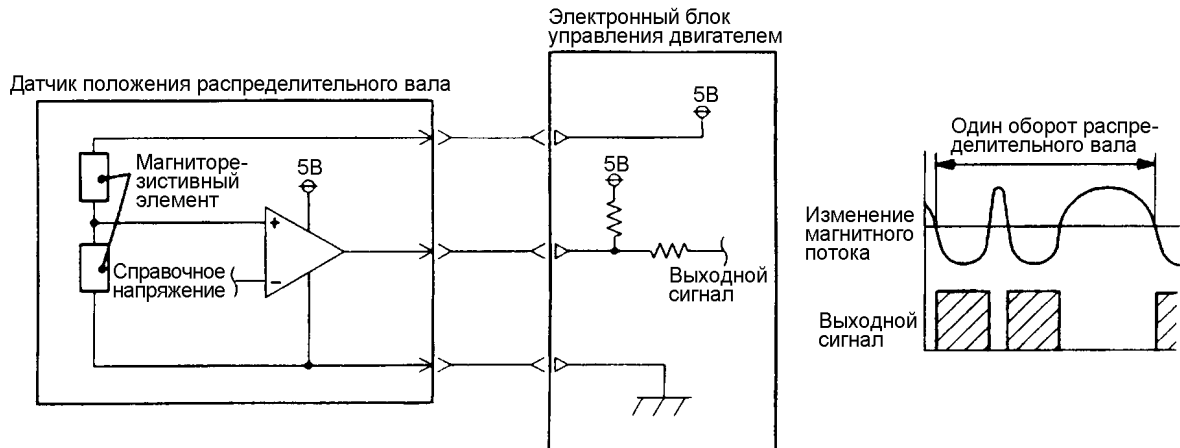 Электронный блок
управления двигателем
Датчик положения распределительного вала
5В
Один оборот распре-
делительного вала
Магниторе-
зистивный
элемент
5В
5В
+
Изменение
магнитного
потока
Справочное
напряжение
−
Выходной
сигнал
Выходной
сигнал